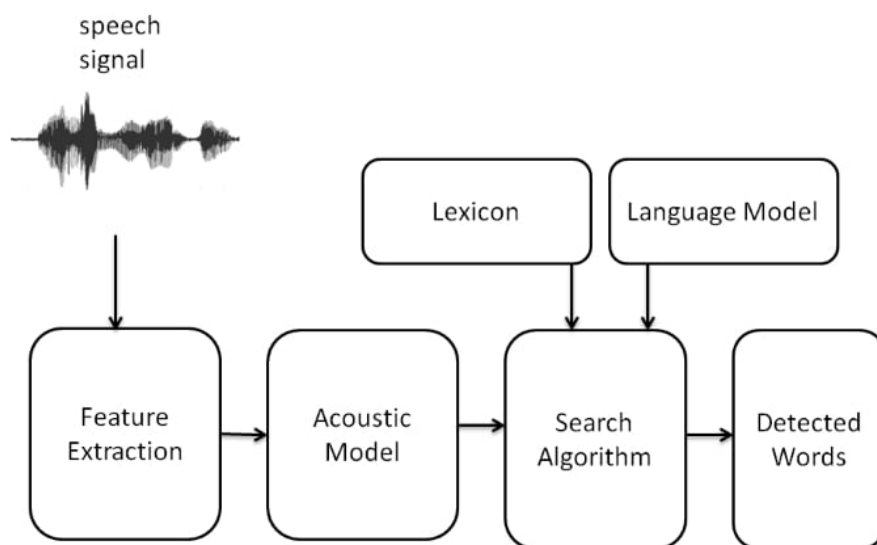 speech
signal
Lexicon
Language Model
Feature
Extraction
Acoustic
Model
Search
Algorithm
Detected
Words